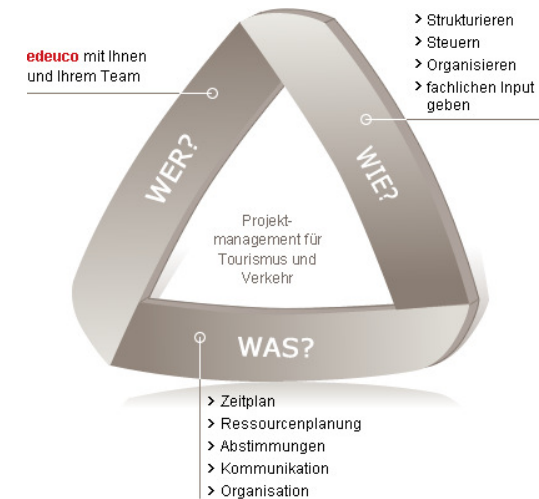 edeuco mit Ihnen
und Ihrem Team
WER?
> Strukturieren
> Steuern
> Organisieren
> fachlichen Input
geben
WIE?
Projekt-
management für
Tourismus und
Verkehr
WAS?
> Zeitplan
> Ressourcenplanung
> Abstimmungen
> Kommunikation
> Organisation